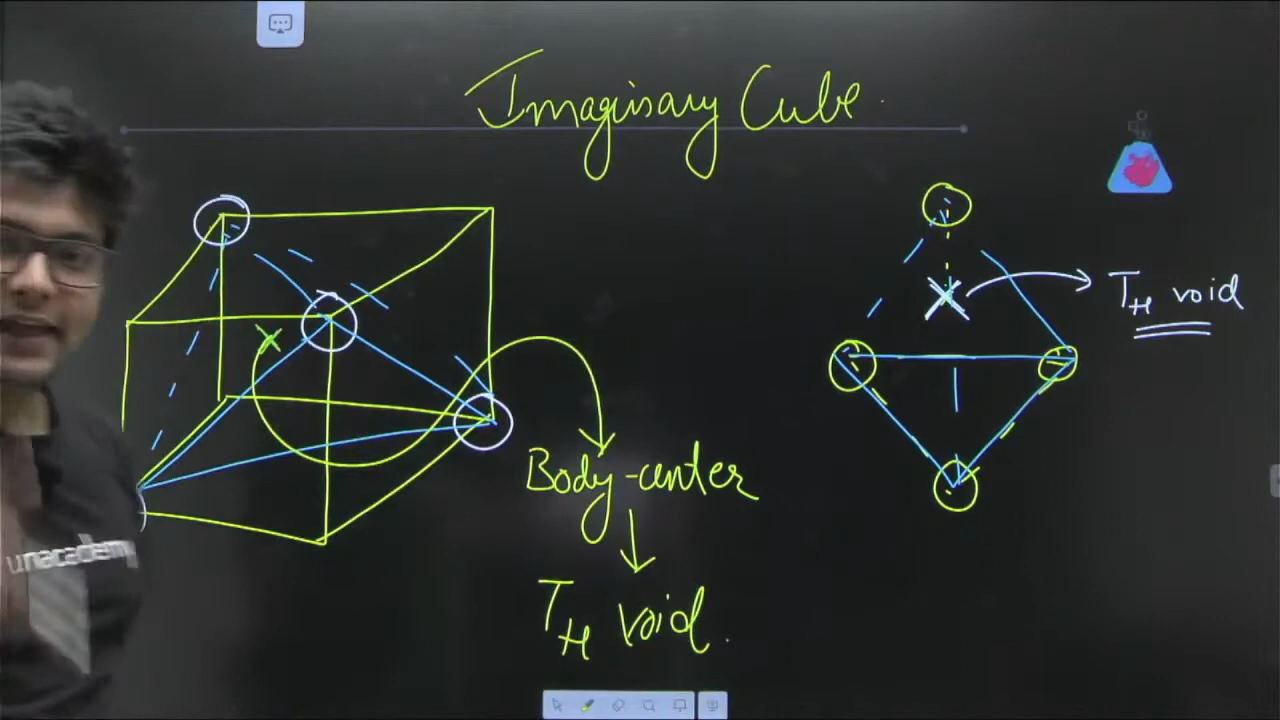 Imaginary Cube.
TH void
Body-center
TH void.
unacademy